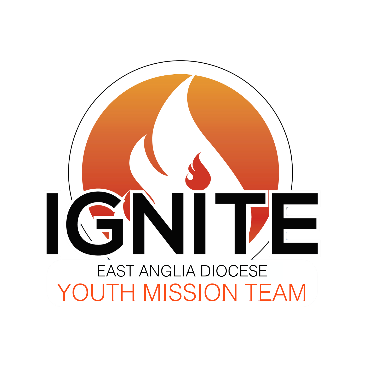 IGNITE
EAST ANGLIA DIOCESE
YOUTH MISSION TEAM